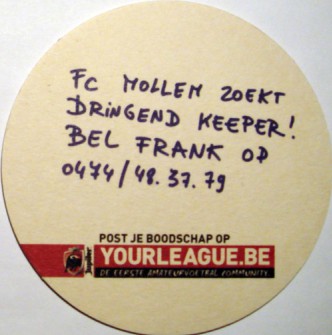 FC MOLLEM ZOEKT
DRINGEND KEEPER!
BEL FRANK OP
0474/48.37.79
POST JE BOODSCHAP OP
YOURLEAGUE.BE
DE EERSTE AMATEURVOETBAL COMMUNITY